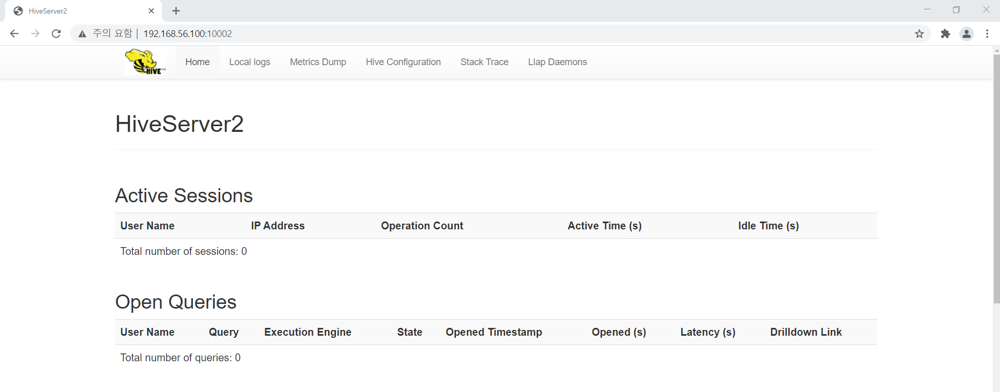 HiveServer2
주의 요함 | 192.168.56.100:10002
HIVE™ Home Local logs Metrics Dump Hive Configuration Stack Trace Llap Daemons
HiveServer2
Active Sessions
User Name IP Address Operation Count Active Time (s) Idle Time (s)
Total number of sessions: 0
Open Queries
User Name Query Execution Engine State Opened Timestamp Opened (s) Latency (s) Drilldown Link
Total number of queries: 0